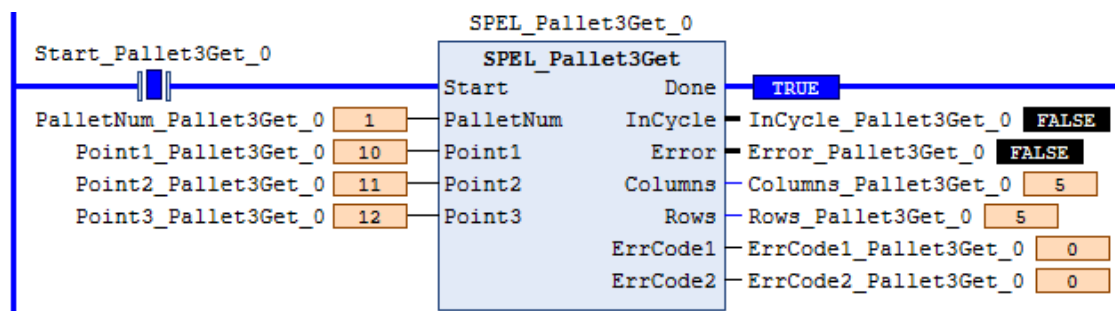 SPEL_Pallet3Get_0
Start_Pallet3Get_0
SPEL_Pallet3Get
Start Done TRUE
PalletNum_Pallet3Get_0 1 PalletNum InCycle InCycle_Pallet3Get_0 FALSE
Point1_Pallet3Get_0 10 Point1 Error Error_Pallet3Get_0 FALSE
Point2_Pallet3Get_0 11 Point2 Columns Columns_Pallet3Get_0 5
Point3_Pallet3Get_0 12 Point3 Rows Rows_Pallet3Get_0 5
ErrCode1 ErrCode1_Pallet3Get_0 0
ErrCode2 ErrCode2_Pallet3Get_0 0